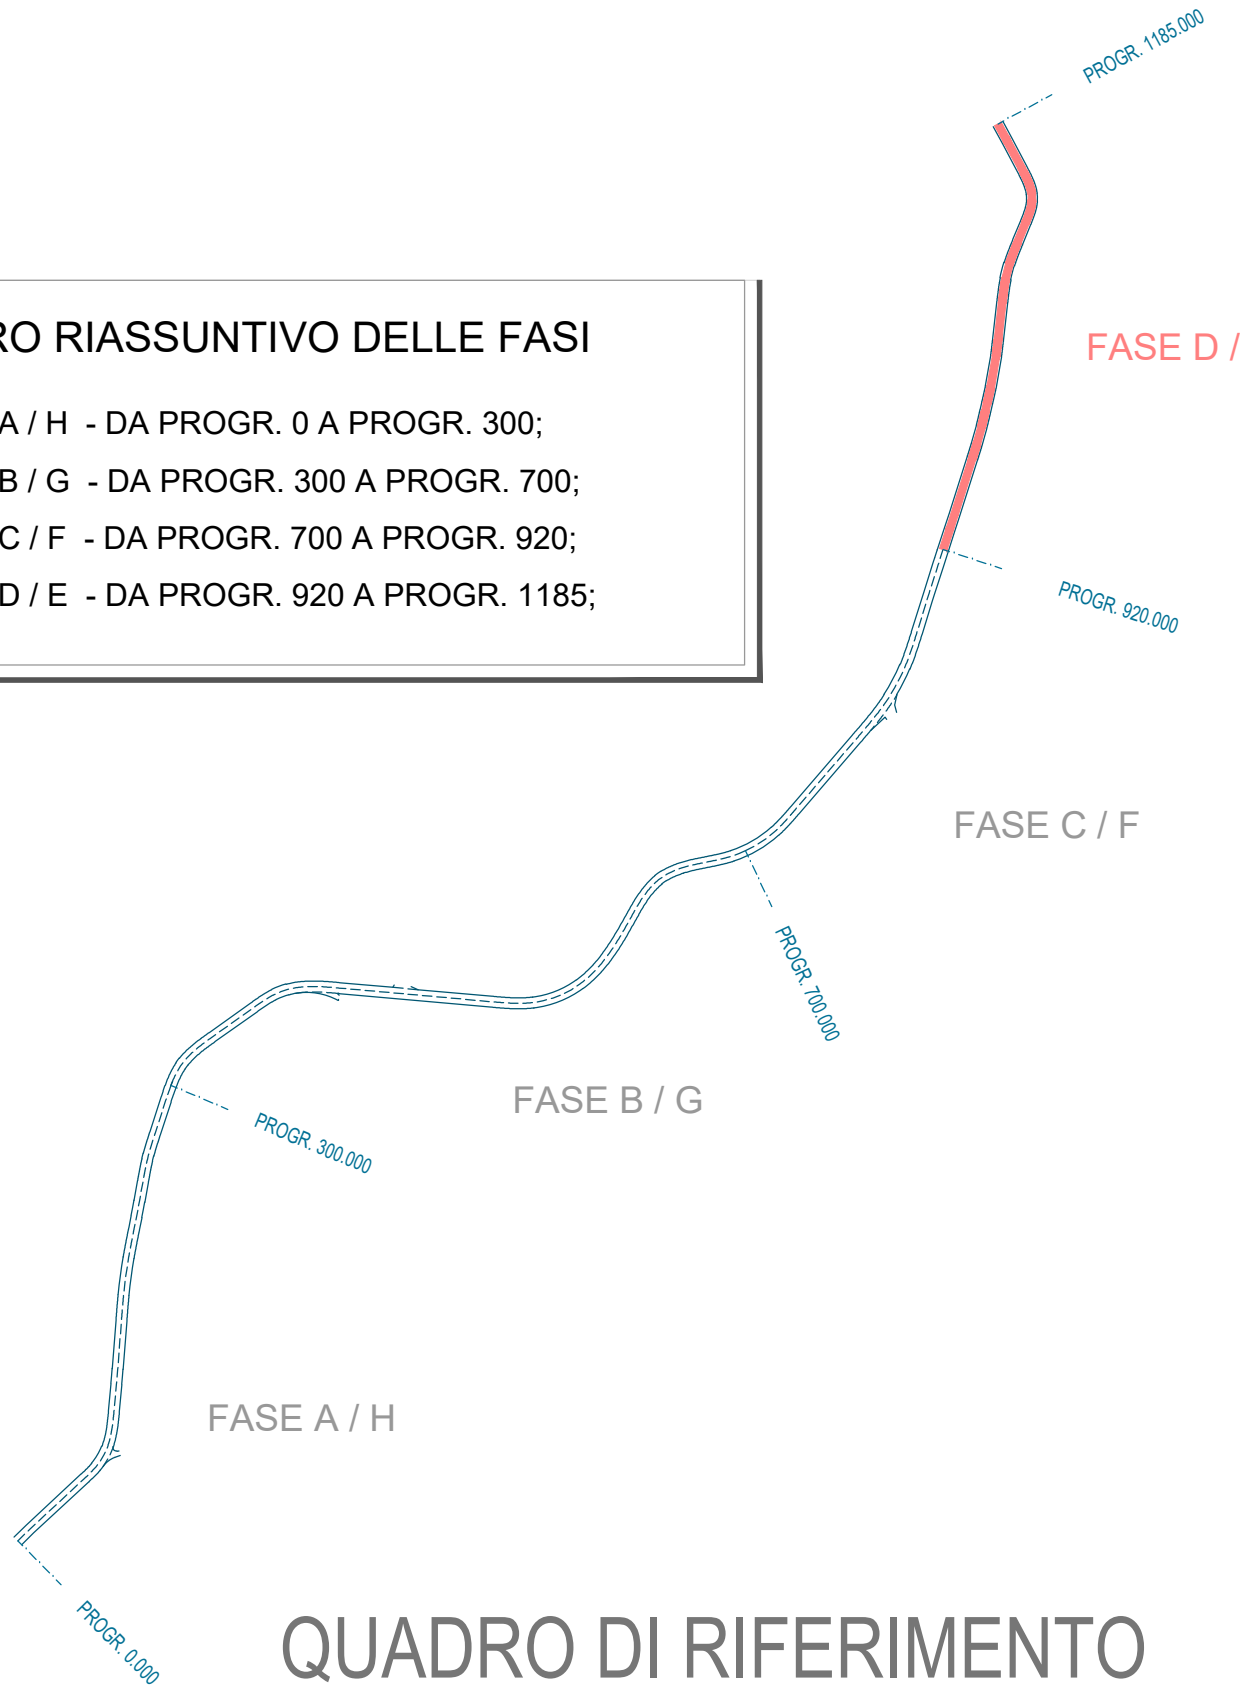 PROGR. 1185.000
RO RIASSUNTIVO DELLE FASI
FASE D /
A / H - DA PROGR. 0 A PROGR. 300;
B / G - DA PROGR. 300 A PROGR. 700;
C / F - DA PROGR. 700 A PROGR. 920;
D / E - DA PROGR. 920 A PROGR. 1185;
PROGR. 920.000
FASE C / F
PROGR. 700.000
FASE B / G
PROGR. 300.000
FASE A / H
PROGR. 0.000
QUADRO DI RIFERIMENTO